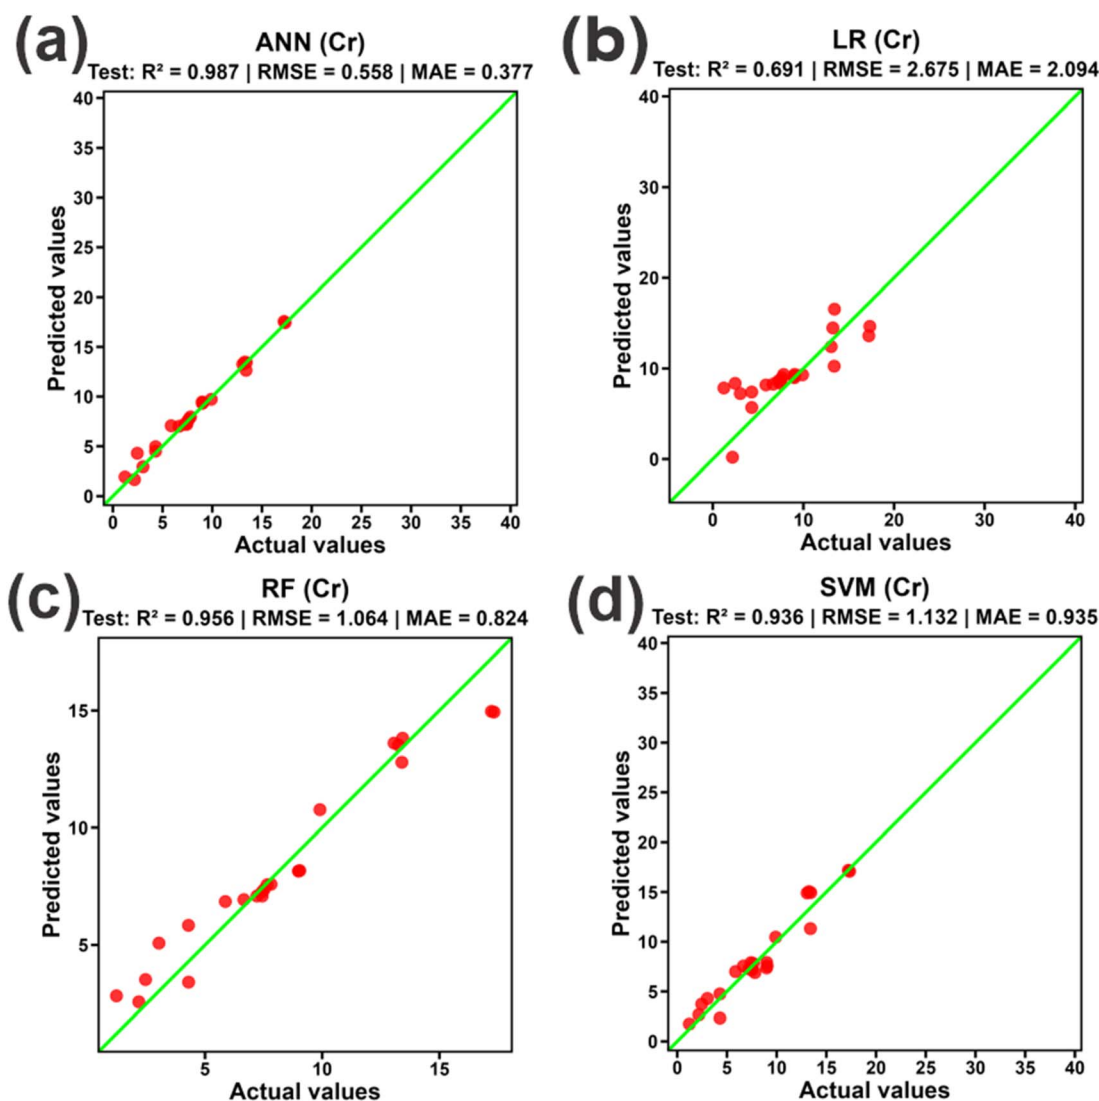 (a)
ANN (Cr)
Test: R² = 0.987 | RMSE = 0.558 | MAE = 0.377
40
35
30
25
20
15
10
5
0
Predicted values
0 5 10 15 20 25 30 35 40
Actual values
(b)
LR (Cr)
Test: R² = 0.691 | RMSE = 2.675 | MAE = 2.094
40
30
20
10
0
Predicted values
0 10 20 30 40
Actual values
(c)
RF (Cr)
Test: R² = 0.956 | RMSE = 1.064 | MAE = 0.824
15
10
5
Predicted values
5 10 15
Actual values
(d)
SVM (Cr)
Test: R² = 0.936 | RMSE = 1.132 | MAE = 0.935
40
35
30
25
20
15
10
5
0
Predicted values
0 5 10 15 20 25 30 35 40
Actual values